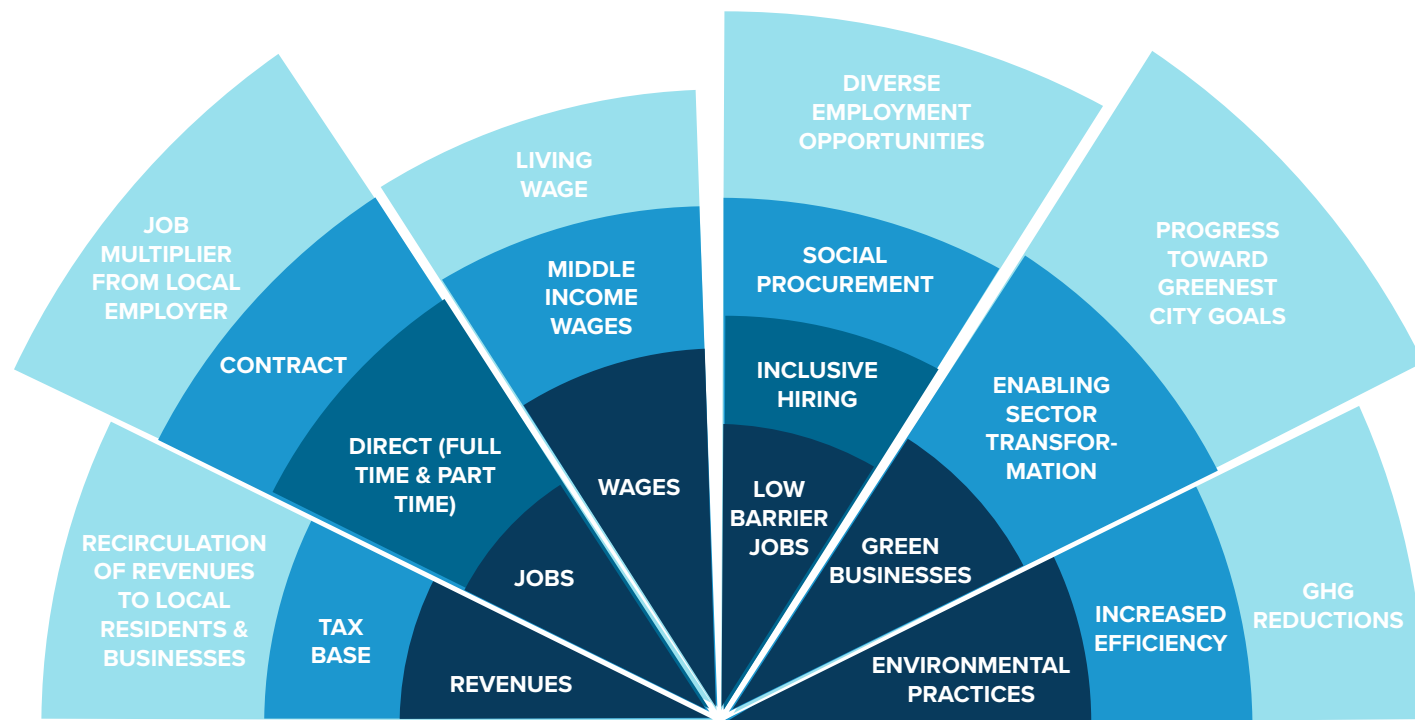 RECIRCULATION
OF REVENUES
TO LOCAL
RESIDENTS &
BUSINESSES
TAX
BASE
REVENUES
JOB
MULTIPLIER
FROM LOCAL
EMPLOYER
CONTRACT
DIRECT (FULL
TIME & PART
TIME)
JOBS
LIVING
WAGE
MIDDLE
INCOME
WAGES
WAGES
DIVERSE
EMPLOYMENT
OPPORTUNITIES
SOCIAL
PROCUREMENT
INCLUSIVE
HIRING
LOW
BARRIER
JOBS
PROGRESS
TOWARD
GREENEST
CITY GOALS
ENABLING
SECTOR
TRANSFOR-
MATION
GREEN
BUSINESSES
GHG
REDUCTIONS
INCREASED
EFFICIENCY
ENVIRONMENTAL
PRACTICES